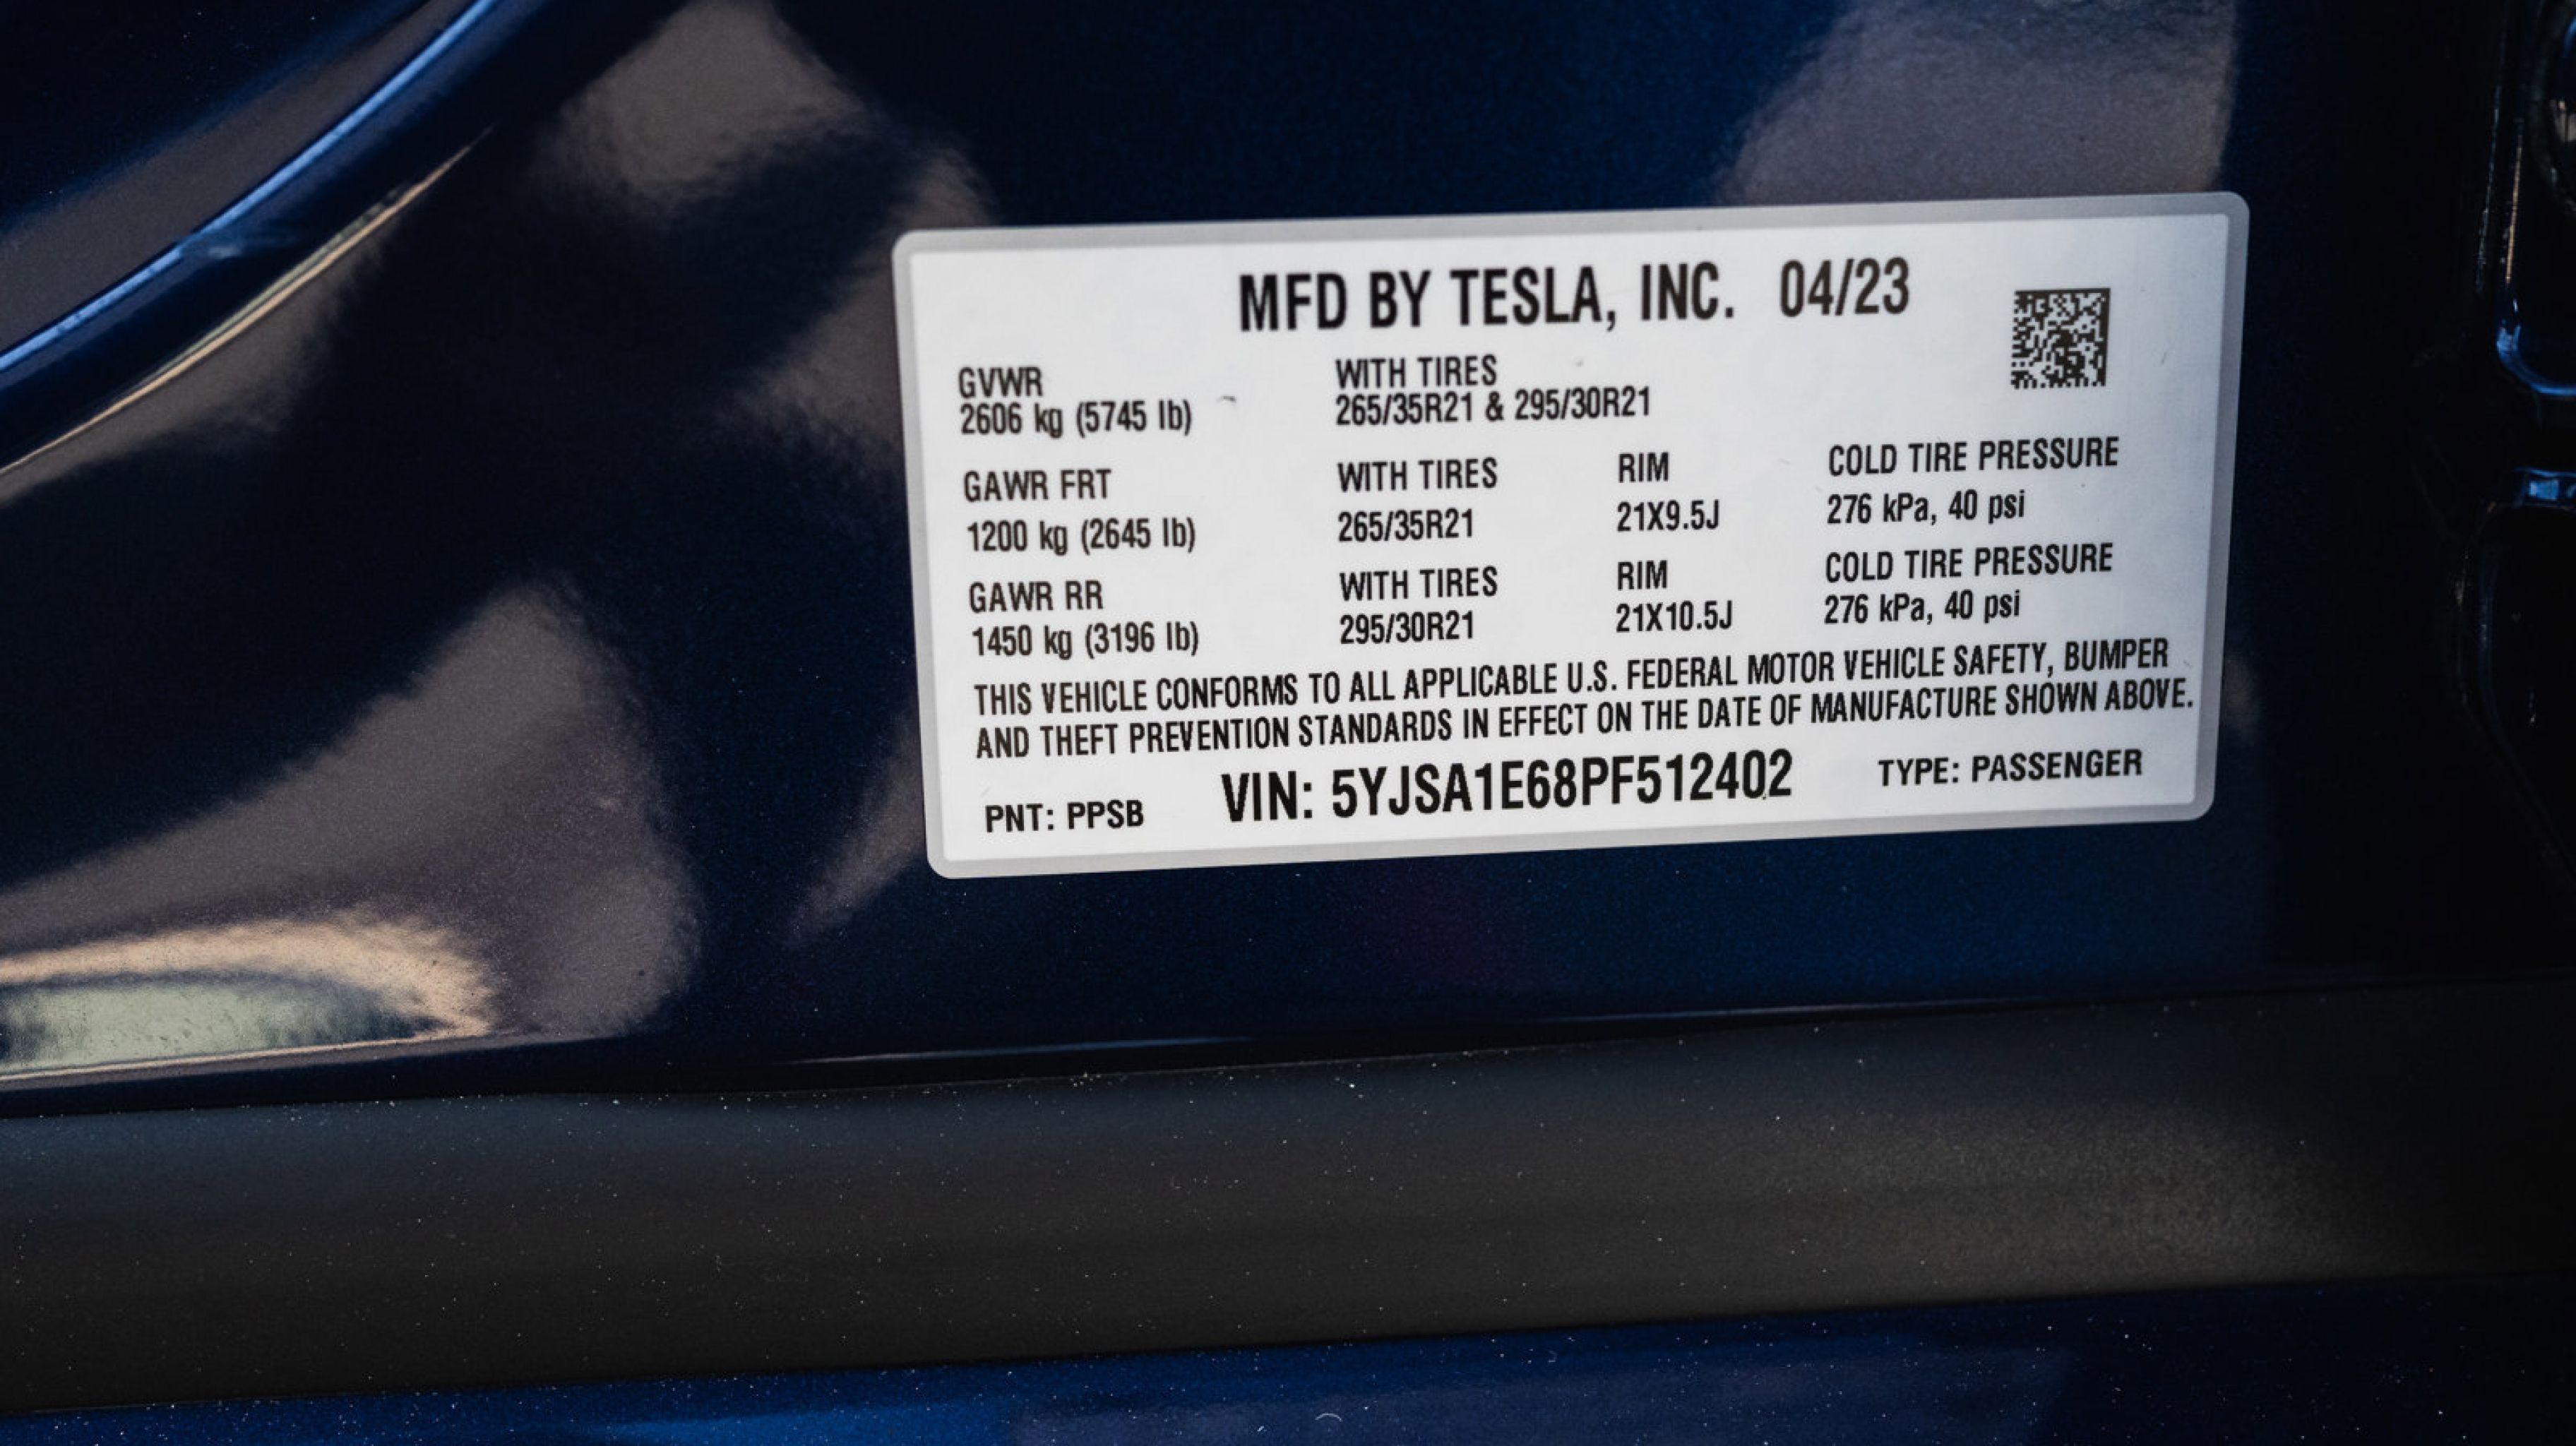 MFD BY TESLA, INC. 04/23
GVWR WITH TIRES
2606 kg (5745 lb) 265/35R21 & 295/30R21
GAWR FRT WITH TIRES RIM COLD TIRE PRESSURE
1200 kg (2645 lb) 265/35R21 21X9.5J 276 kPa, 40 psi
GAWR RR WITH TIRES RIM COLD TIRE PRESSURE
1450 kg (3196 lb) 295/30R21 21X10.5J 276 kPa, 40 psi
THIS VEHICLE CONFORMS TO ALL APPLICABLE U.S. FEDERAL MOTOR VEHICLE SAFETY, BUMPER
AND THEFT PREVENTION STANDARDS IN EFFECT ON THE DATE OF MANUFACTURE SHOWN ABOVE.
PNT: PPSB VIN: 5YJSA1E68PF512402 TYPE: PASSENGER